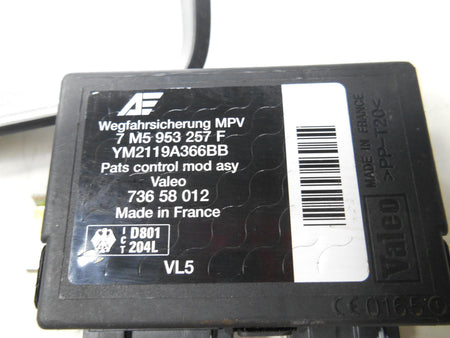 AE
Wegfahrsicherung MPV
7 M5 953 257 F
YM2119A366BB
Pats control mod asy
Valeo
736 58 012
Made in France
I C T
D801
204L
VL5
MADE IN FRANCE
>PP-T20<
Valeo
CE0165